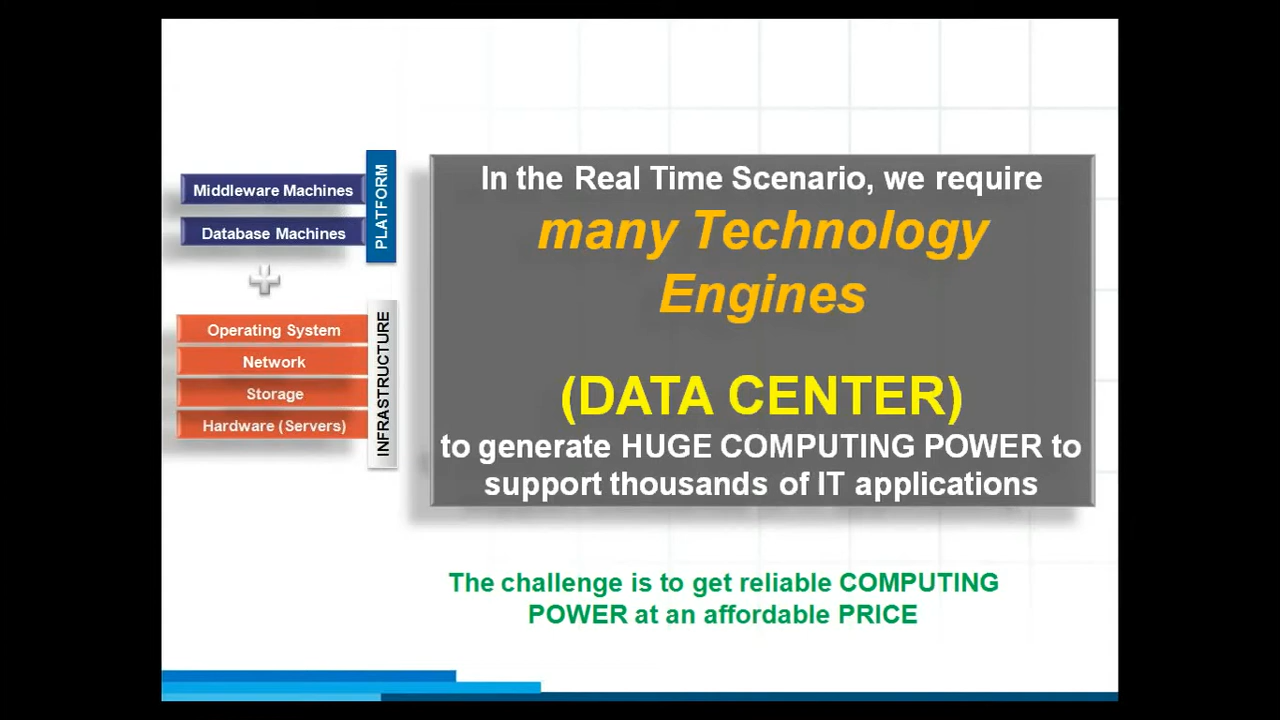 Middleware Machines
Database Machines
PLATFORM
Operating System
Network
Storage
Hardware (Servers)
INFRASTRUCTURE
In the Real Time Scenario, we require
many Technology
Engines
(DATA CENTER)
to generate HUGE COMPUTING POWER to
support thousands of IT applications
The challenge is to get reliable COMPUTING
POWER at an affordable PRICE